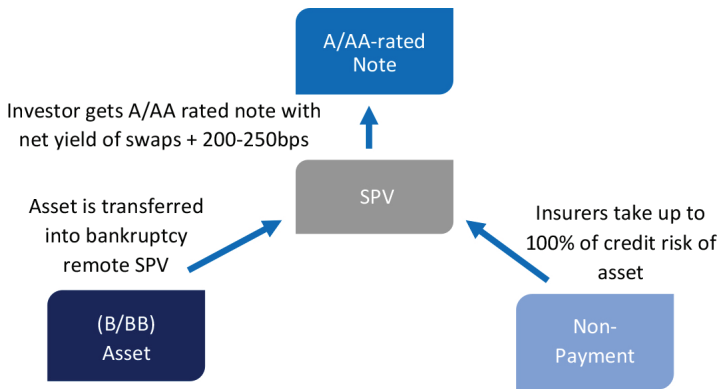 A/AA-rated
Note
Investor gets A/AA rated note with
net yield of swaps + 200-250bps
SPV
Asset is transferred
into bankruptcy
remote SPV
Insurers take up to
100% of credit risk of
asset
(B/BB)
Asset
Non-
Payment